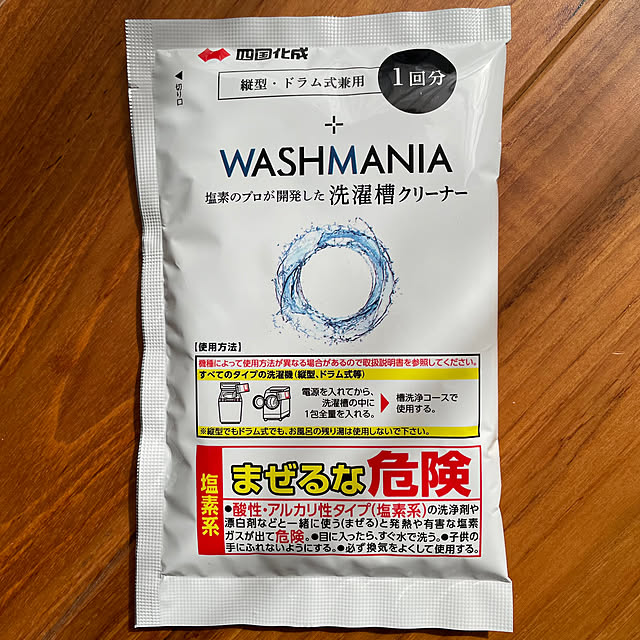 四国化成
◀切り口
縦型・ドラム式兼用
1回分
WASHMANIA
塩素のプロが開発した洗濯槽クリーナー
【使用方法】
機種によって使用方法が異なる場合があるので取扱説明書を参照してください。
すべてのタイプの洗濯機(縦型、ドラム式等)
電源を入れてから、
洗濯槽の中に
1包全量を入れる。
槽洗浄コースで
使用する。
※縦型でもドラム式でも、お風呂の残り湯は使用しないで下さい。
塩素系
まぜるな危険
●酸性・アルカリ性タイプ(塩素系)の洗浄剤や
漂白剤などと一緒に使う(まぜる)と発熱や有害な塩素
ガスが出て危険。●目に入ったら、すぐ水で洗う。●子供の
手にふれないようにする。●必ず換気をよくして使用する。